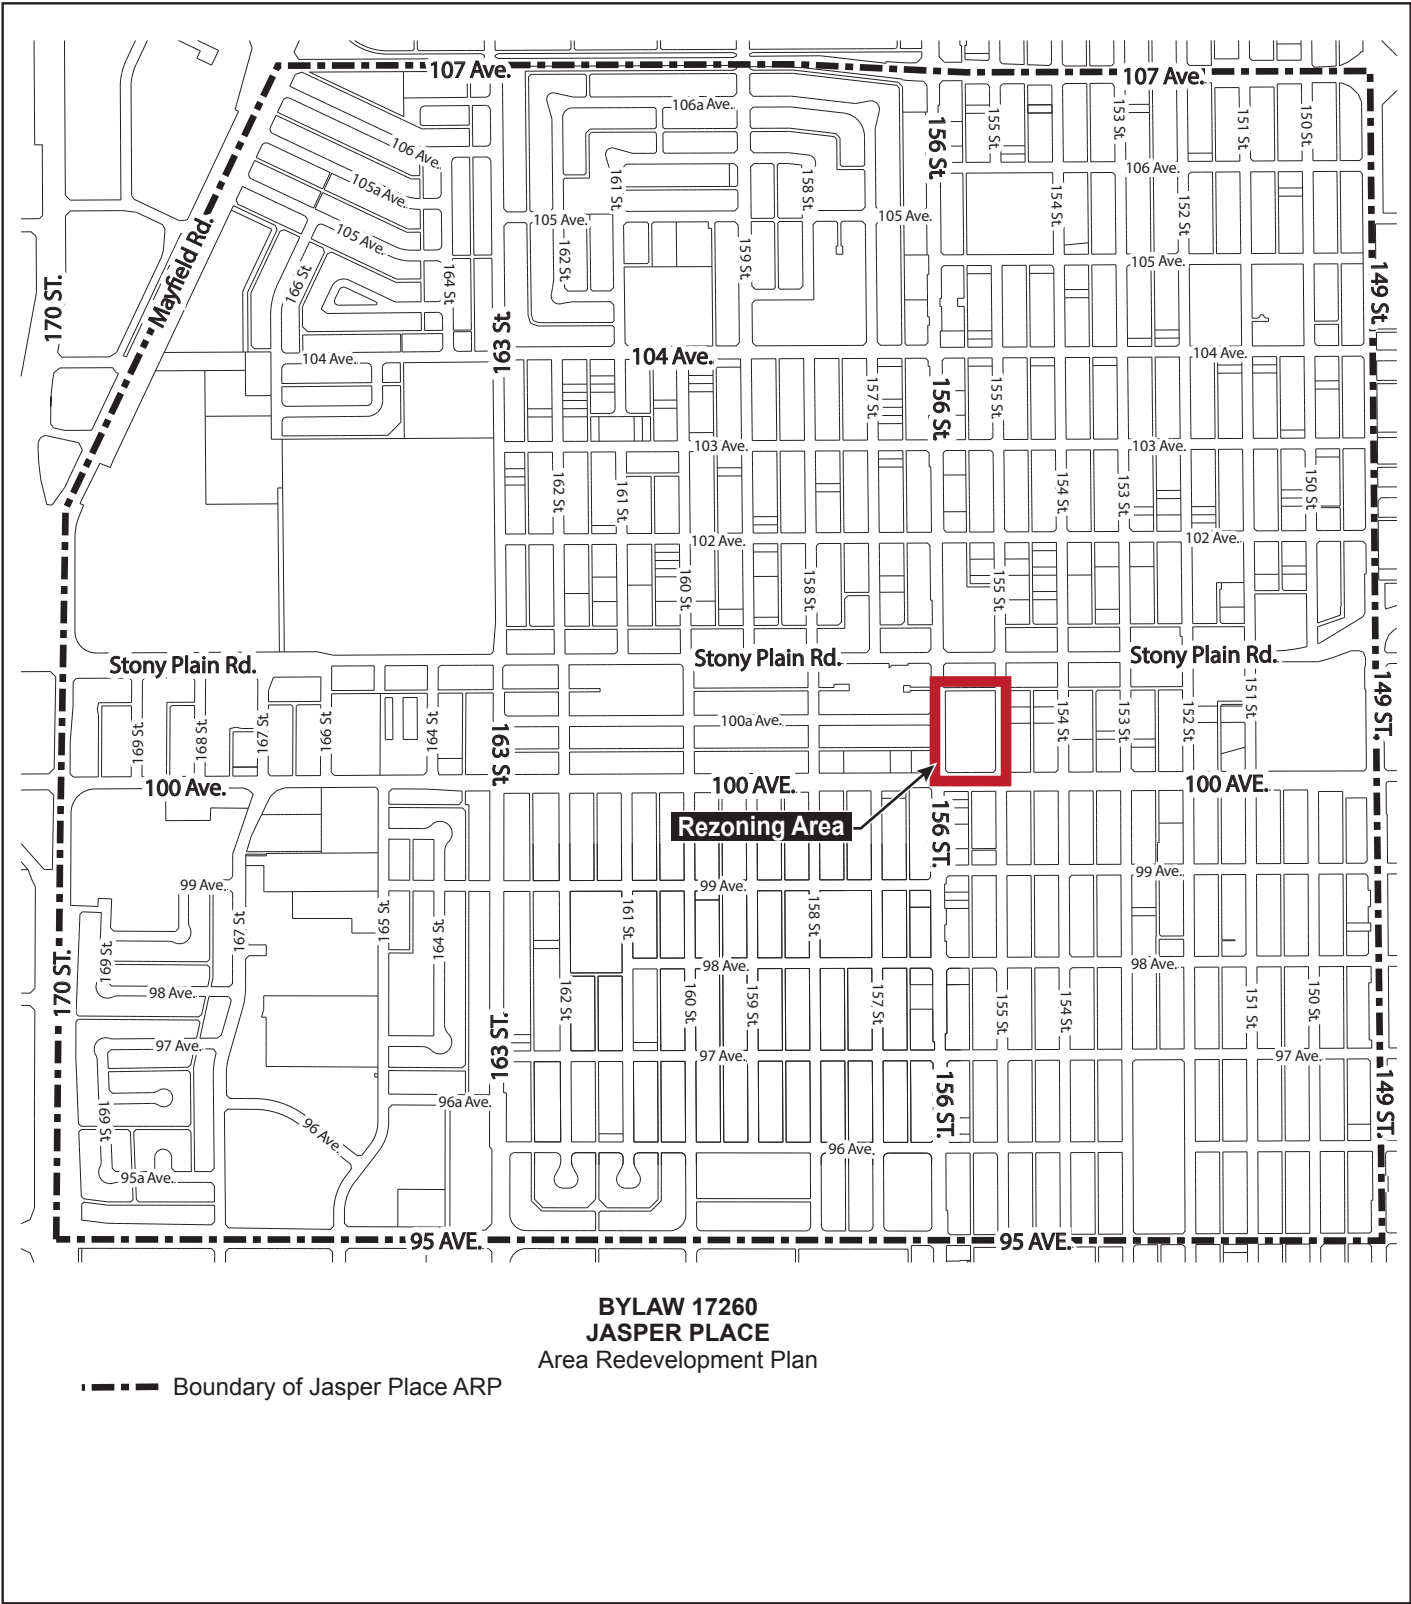 107 Ave.
107 Ave.
106a Ave.
106 Ave.
105a Ave.
105 Ave.
166 St.
164 St.
163 St.
161 St.
158 St.
105 Ave.
162 St.
159 St.
105 Ave.
156 St.
155 St.
153 St.
151 St.
150 St.
106 Ave.
154 St.
152 St.
105 Ave.
149 St.
Mayfield Rd.
170 ST.
104 Ave.
104 Ave.
104 Ave.
157 St.
156 St.
155 St.
103 Ave.
103 Ave.
162 St.
161 St.
154 St.
153 St.
150 St.
102 Ave.
102 Ave.
160 St.
158 St.
155 St.
Stony Plain Rd.
Stony Plain Rd.
Stony Plain Rd.
169 St.
168 St.
167 St.
166 St.
164 St.
163 St.
100a Ave.
154 St.
153 St.
152 St.
151 St.
149 ST.
100 Ave.
100 AVE.
100 AVE.
Rezoning Area
156 ST.
99 Ave.
99 Ave.
99 Ave.
169 St.
167 St.
165 St.
164 St.
161 St.
158 St.
98 Ave.
98 Ave.
98 Ave.
170 ST.
162 St.
160 St.
159 St.
157 St.
155 St.
154 St.
151 St.
150 St.
97 Ave.
163 ST.
97 Ave.
97 Ave.
169 St.
96a Ave.
96 Ave.
156 ST.
149 ST.
96 Ave.
95a Ave.
95 AVE.
95 AVE.
BYLAW 17260
JASPER PLACE
Area Redevelopment Plan
Boundary of Jasper Place ARP